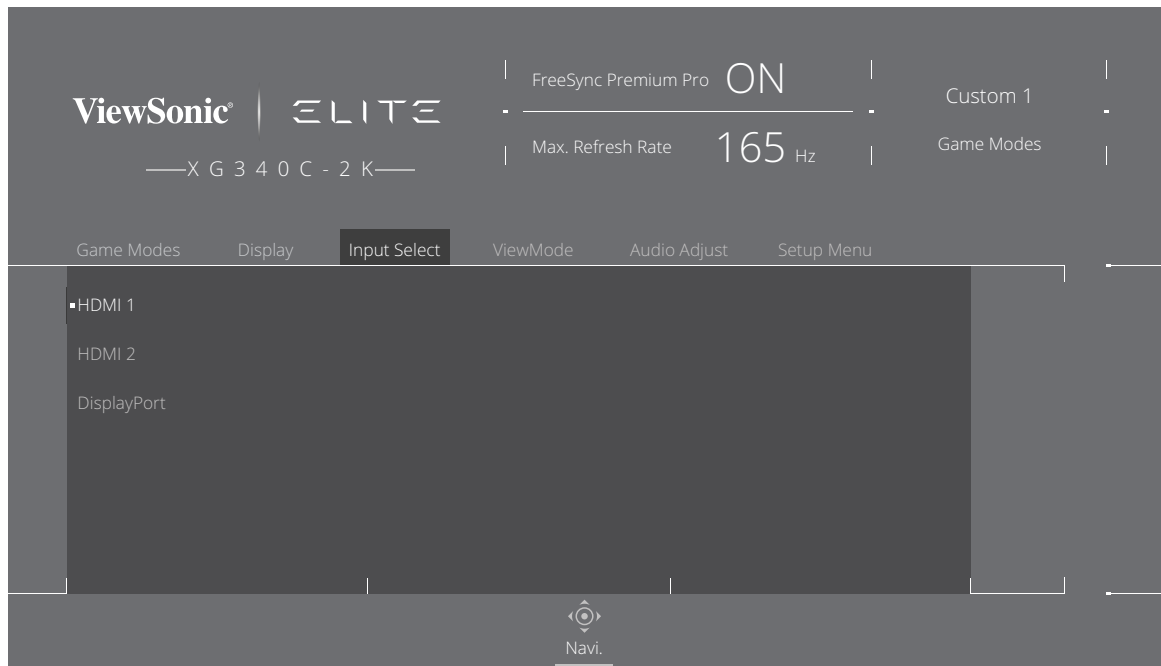 ViewSonic® ELITE
XG340C-2K
FreeSync Premium Pro ON
Max. Refresh Rate 165 Hz
Custom 1
Game Modes
Game Modes Display Input Select ViewMode Audio Adjust Setup Menu
HDMI 1
HDMI 2
DisplayPort
Navi.